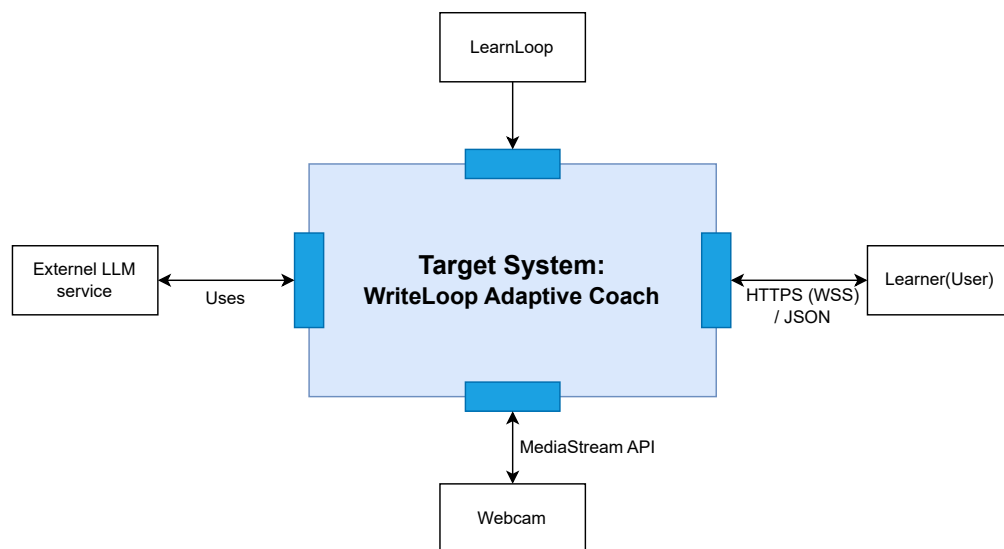 LearnLoop
Target System:
WriteLoop Adaptive Coach
Externel LLM
service
Uses
Learner(User)
HTTPS (WSS)
/ JSON
MediaStream API
Webcam